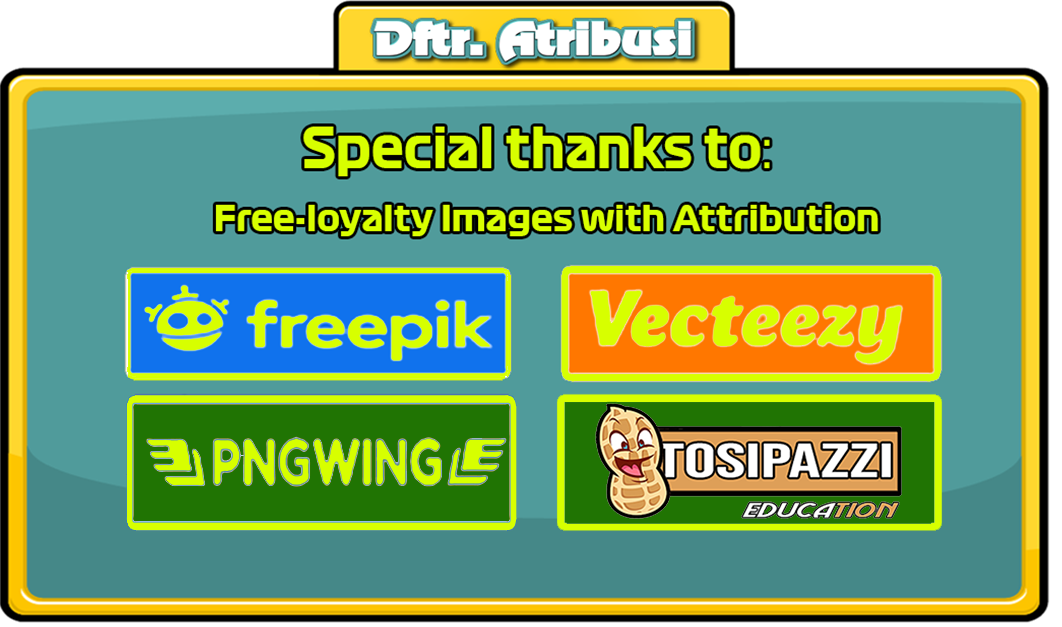 Dftr. Atribusi
Special thanks to:
Free-loyalty Images with Attribution
freepik
Vecteezy
PNGWING
TOSIPAZZI
EDUCATION